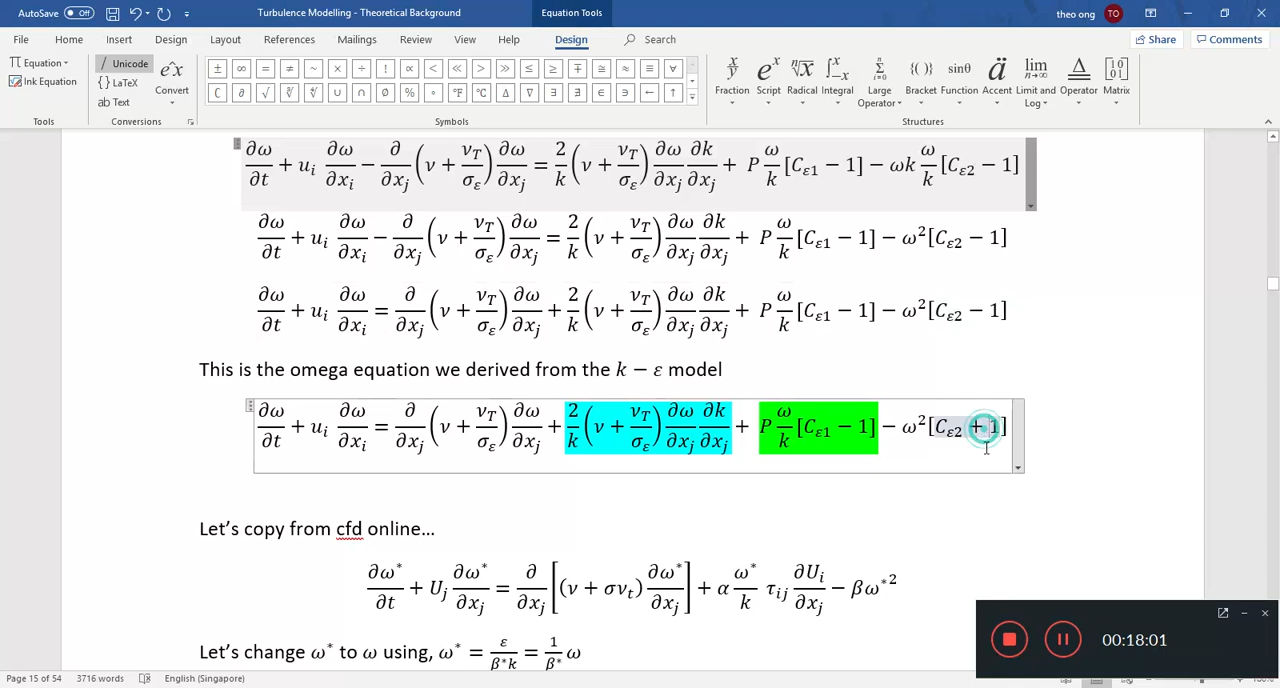 AutoSave Off Turbulence Modelling - Theoretical Background Equation Tools theo ong TO
File Home Insert Design Layout References Mailings Review View Help Design Search Share Comments
Equation Unicode
Ink Equation LaTeX
Text
Convert
± ∞ = ≠ ~ × ÷ ! ∝ < ≪ > ≫ ≤ ≥ ∓ ≅ ≈ ≡ ∀
∁ ∂ √ ∛ ∜ ∪ ∩ ∅ % ° °F °C ∆ ∇ ∃ ∄ ∈ ∋ ← ↑
Fraction Script Radical Integral Large Operator Bracket Function Accent Limit and Log Operator Matrix
Tools Conversions Symbols Structures
∂ω/∂t + u_i ∂ω/∂x_i − ∂/∂x_j (ν + ν_T/σ_ε) ∂ω/∂x_j = 2/k (ν + ν_T/σ_ε) ∂ω/∂x_j ∂k/∂x_j + P ω/k [C_ε1 − 1] − ωk ω/k [C_ε2 − 1]
∂ω/∂t + u_i ∂ω/∂x_i − ∂/∂x_j (ν + ν_T/σ_ε) ∂ω/∂x_j = 2/k (ν + ν_T/σ_ε) ∂ω/∂x_j ∂k/∂x_j + P ω/k [C_ε1 − 1] − ω² [C_ε2 − 1]
∂ω/∂t + u_i ∂ω/∂x_i = ∂/∂x_j (ν + ν_T/σ_ε) ∂ω/∂x_j + 2/k (ν + ν_T/σ_ε) ∂ω/∂x_j ∂k/∂x_j + P ω/k [C_ε1 − 1] − ω² [C_ε2 − 1]
This is the omega equation we derived from the k − ε model
∂ω/∂t + u_i ∂ω/∂x_i = ∂/∂x_j (ν + ν_T/σ_ε) ∂ω/∂x_j + 2/k (ν + ν_T/σ_ε) ∂ω/∂x_j ∂k/∂x_j + P ω/k [C_ε1 − 1] − ω² [C_ε2 + 1]
Let's copy from cfd online…
∂ω*/∂t + U_j ∂ω*/∂x_j = ∂/∂x_j [(ν + σν_t) ∂ω*/∂x_j] + α ω*/k τ_ij ∂U_i/∂x_j − βω*²
Let's change ω* to ω using, ω* = ε/β*k = 1/β* ω
00:18:01
Page 15 of 54 3716 words English (Singapore)